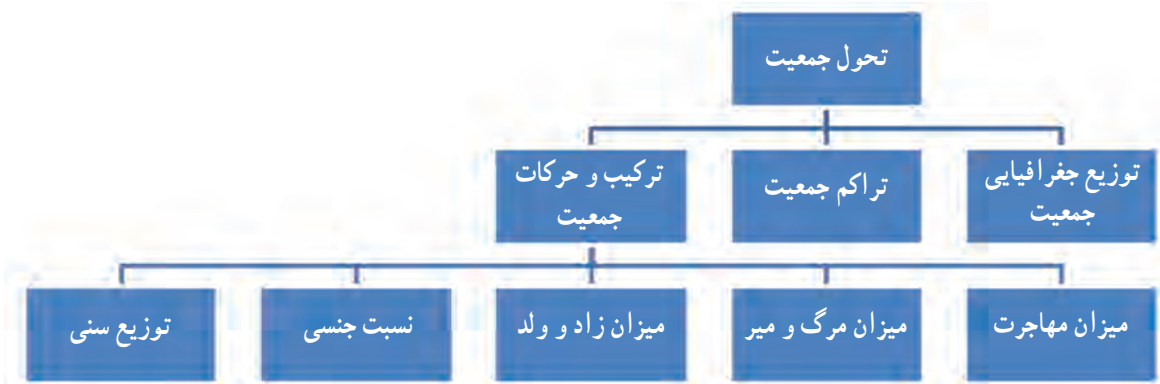 تحول جمعیت
توزیع جغرافیایی
جمعیت
تراکم جمعیت
ترکیب و حرکات
جمعیت
میزان مهاجرت
میزان مرگ و میر
میزان زاد و ولد
نسبت جنسی
توزیع سنی